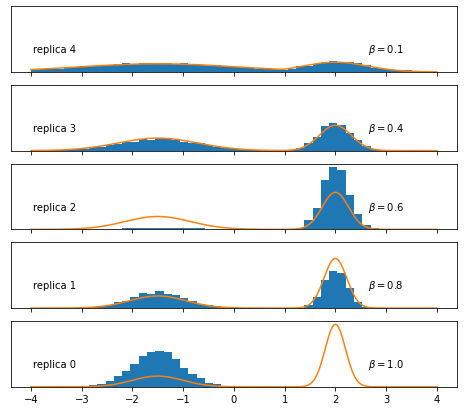 replica 4 β = 0.1
replica 3 β = 0.4
replica 2 β = 0.6
replica 1 β = 0.8
replica 0 β = 1.0
−4 −3 −2 −1 0 1 2 3 4